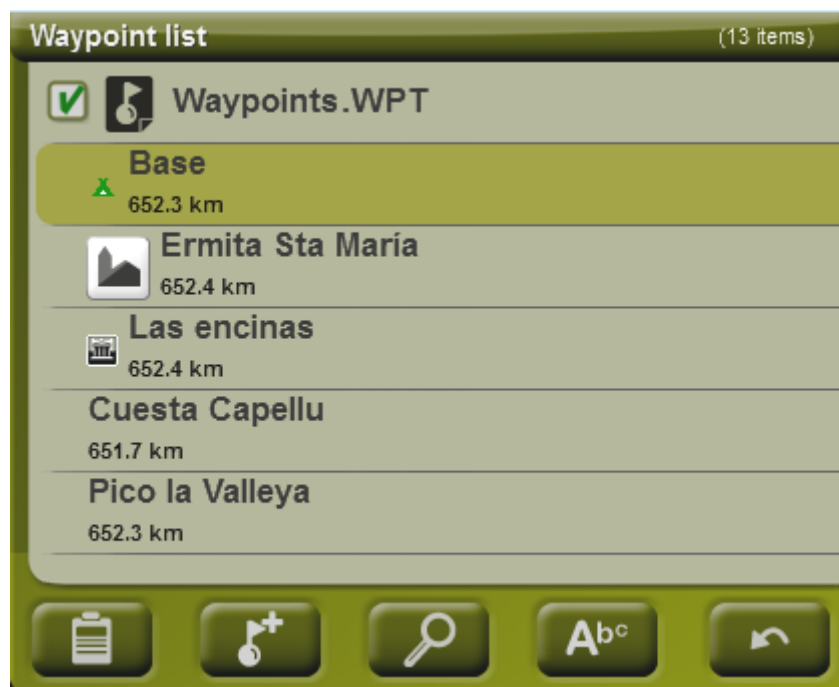 Waypoint list
(13 items)
Waypoints.WPT
Base
652.3 km
Ermita Sta María
652.4 km
Las encinas
652.4 km
Cuesta Capellu
651.7 km
Pico la Valleya
652.3 km
Abc